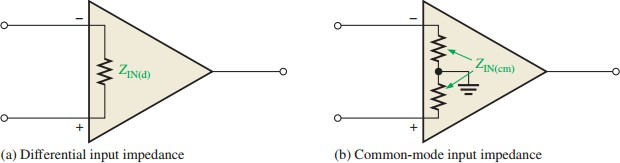 −
Z_IN(d)
+
(a) Differential input impedance
−
Z_IN(cm)
+
(b) Common-mode input impedance